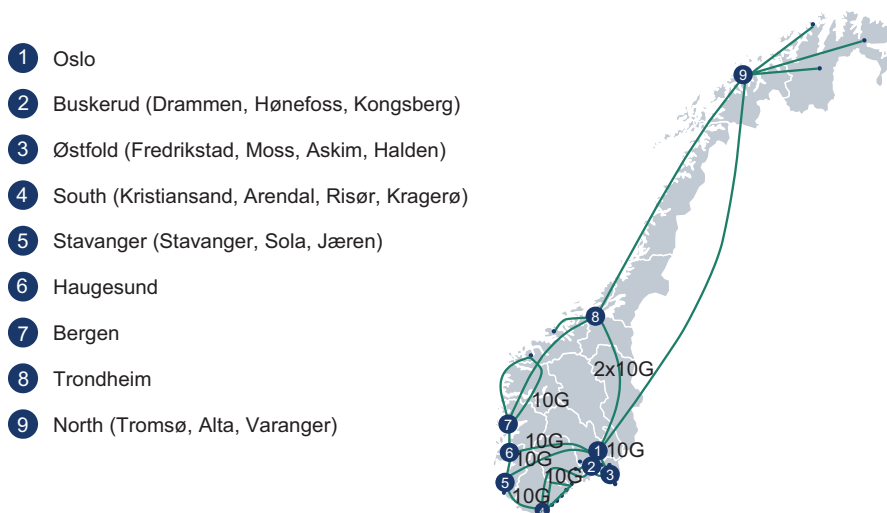 1 Oslo
2 Buskerud (Drammen, Hønefoss, Kongsberg)
3 Østfold (Fredrikstad, Moss, Askim, Halden)
4 South (Kristiansand, Arendal, Risør, Kragerø)
5 Stavanger (Stavanger, Sola, Jæren)
6 Haugesund
7 Bergen
8 Trondheim
9 North (Tromsø, Alta, Varanger)
9
8
2x10G
10G
7
10G
1
10G
6
10G
2
3
10G
5
10G
4